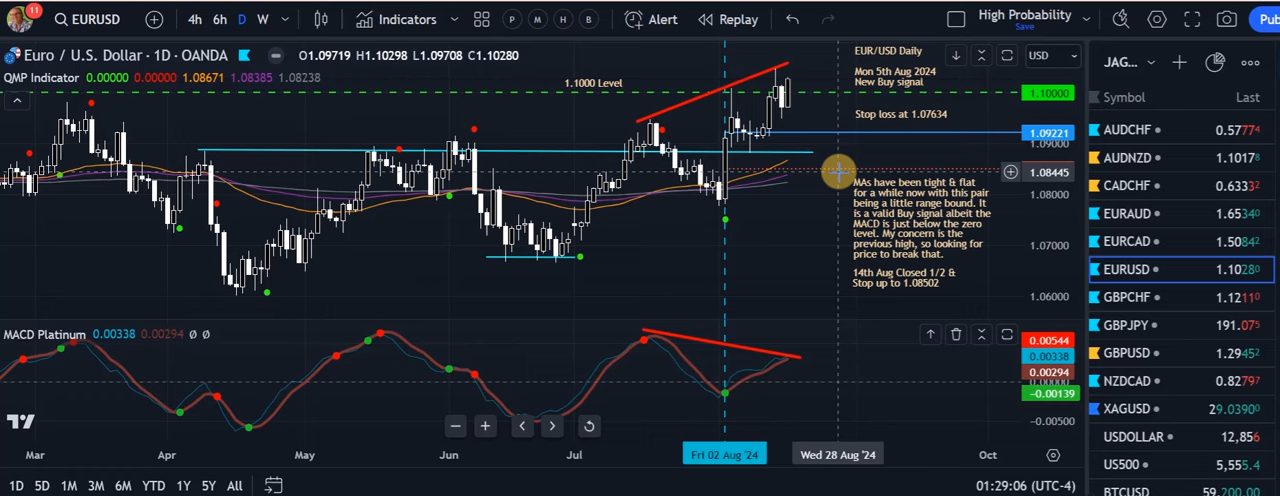 11
EURUSD
4h 6h D W
Indicators
P M H B
Alert
Replay
High Probability
Save
Euro / U.S. Dollar · 1D · OANDA
O1.09719 H1.10298 L1.09708 C1.10280
QMP Indicator 0.00000 0.00000 1.08671 1.08385 1.08238
1.1000 Level
EUR/USD Daily
Mon 5th Aug 2024
New Buy signal
Stop loss at 1.07634
MAs have been tight & flat
for a while now with this pair
being a little range bound. It
is a valid Buy signal albeit the
MACD is just below the zero
level. My concern is the
previous high, so looking for
price to break that.
14th Aug Closed 1/2 &
Stop up to 1.08502
USD
1.10000
1.09221
1.09000
1.08445
1.08000
1.07000
1.06000
MACD Platinum 0.00338 0.00294 Ø Ø
0.00544
0.00338
0.00294
−0.00139
−0.00500
Mar Apr May Jun Jul Fri 02 Aug '24 Wed 28 Aug '24 Oct
1D 5D 1M 3M 6M YTD 1Y 5Y All
01:29:06 (UTC-4)
JAG...
Symbol Last
AUDCHF 0.57774
AUDNZD 1.10178
CADCHF 0.63332
EURAUD 1.65340
EURCAD 1.50842
EURUSD 1.10280
GBPCHF 1.12110
GBPJPY 191.075
GBPUSD 1.29452
NZDCAD 0.82797
XAGUSD 29.0390
USDOLLAR 12,856
US500 5,555.4
BTCUSD 59,200.00